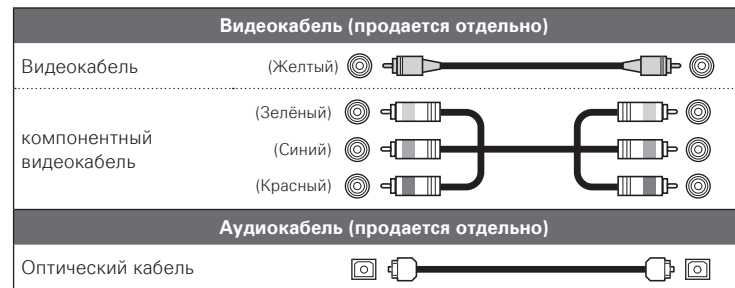 Видеокабель (продается отдельно)
Видеокабель
(Желтый)
(Зелёный)
компонентный
видеокабель
(Синий)
(Красный)
Аудиокабель (продается отдельно)
Оптический кабель